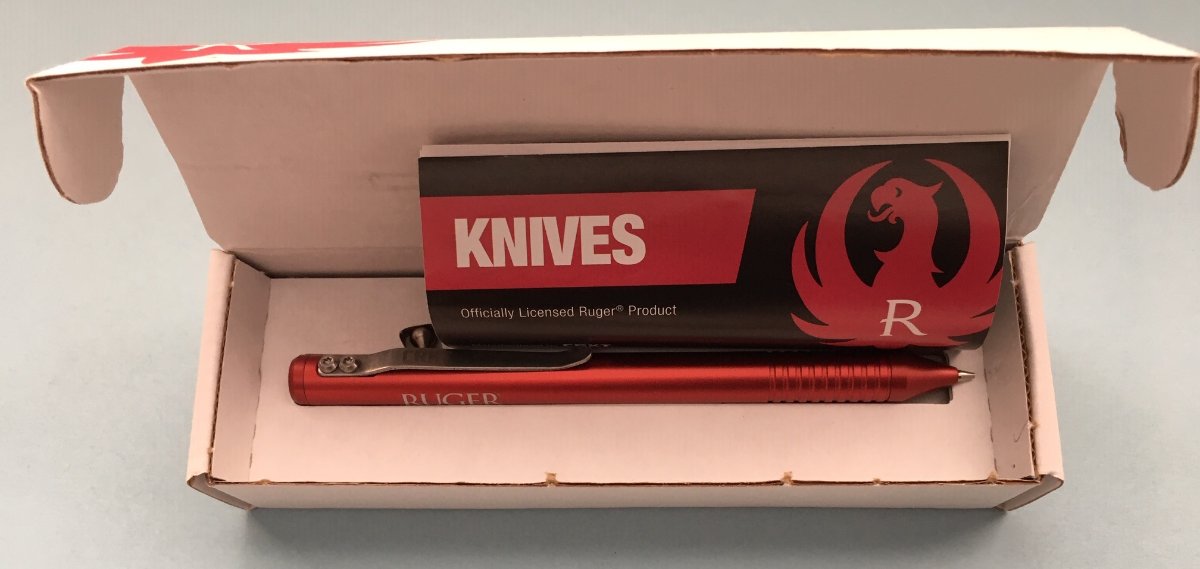 KNIVES
Officially Licensed Ruger® Product
R
RUGER